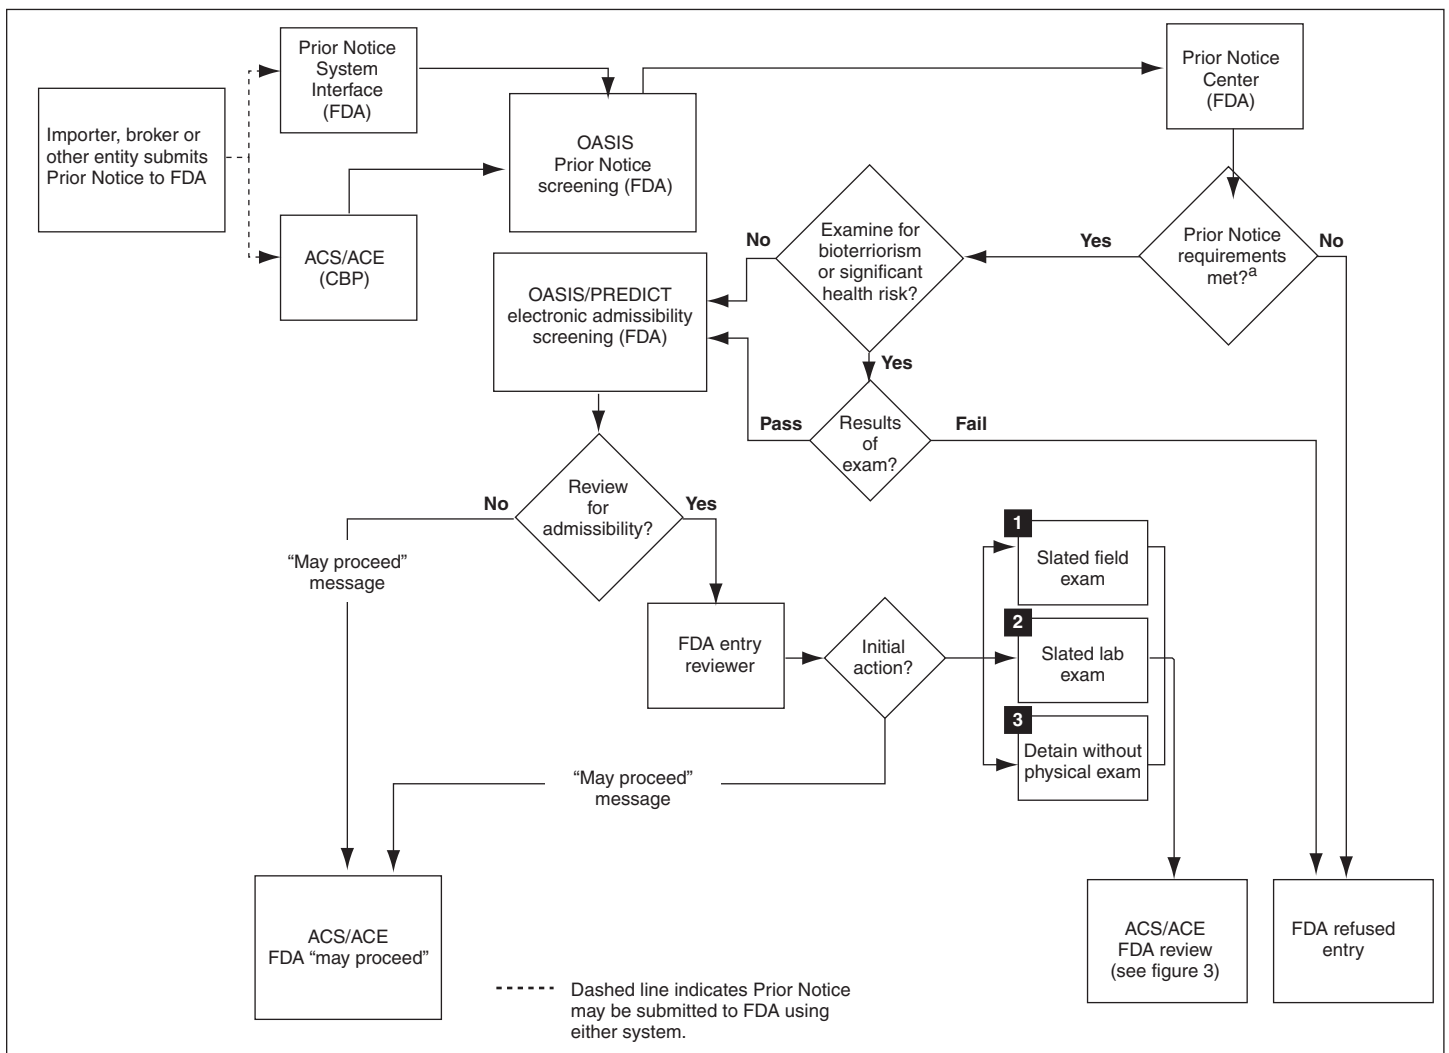 Prior Notice
System
Interface
(FDA)
Importer, broker or
other entity submits
Prior Notice to FDA
ACS/ACE
(CBP)
OASIS
Prior Notice
screening (FDA)
Prior Notice
Center
(FDA)
Prior Notice
requirements
met?a
Yes
No
Examine for
bioterriorism
or significant
health risk?
No
Yes
OASIS/PREDICT
electronic admissibility
screening (FDA)
Results
of
exam?
Pass
Fail
Review
for
admissibility?
No
Yes
“May proceed”
message
FDA entry
reviewer
Initial
action?
1
Slated field
exam
2
Slated lab
exam
3
Detain without
physical exam
“May proceed”
message
ACS/ACE
FDA “may proceed”
ACS/ACE
FDA review
(see figure 3)
FDA refused
entry
Dashed line indicates Prior Notice
may be submitted to FDA using
either system.